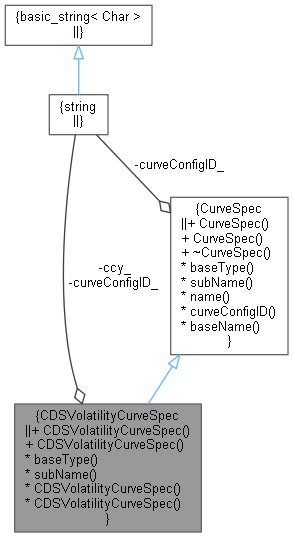 {basic_string< Char >
||}
{string
||}
-curveConfigID_
-ccy_
-curveConfigID_
{CurveSpec
||+ CurveSpec()
+ CurveSpec()
+ ~CurveSpec()
* baseType()
* subName()
* name()
* curveConfigID()
* baseName()
}
{CDSVolatilityCurveSpec
||+ CDSVolatilityCurveSpec()
+ CDSVolatilityCurveSpec()
* baseType()
* subName()
* CDSVolatilityCurveSpec()
* CDSVolatilityCurveSpec()
}